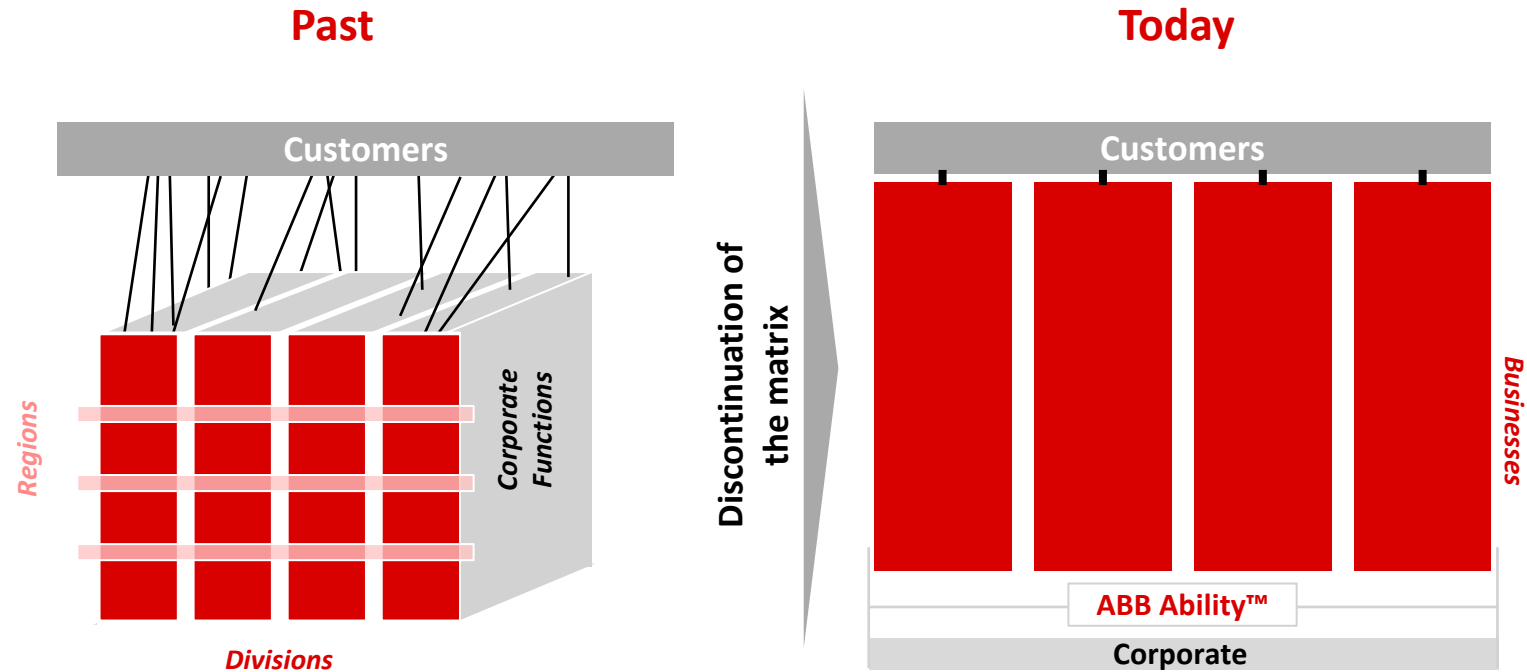 Past
Customers
Regions
Corporate
Functions
Divisions
Discontinuation of
the matrix
Today
Customers
Businesses
ABB Ability™
Corporate